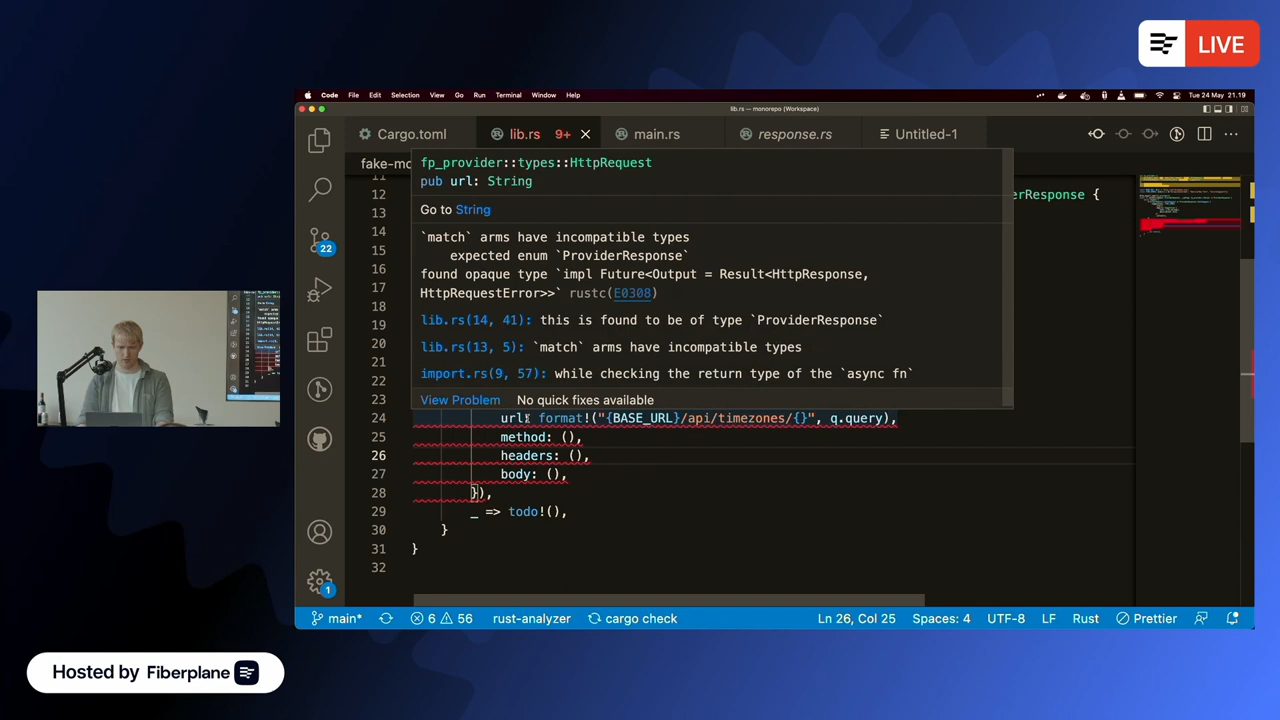 LIVE
Code File Edit Selection View Go Run Terminal Window Help
Tue 24 May 21.19
lib.rs — monorepo (Workspace)
Cargo.toml
lib.rs 9+
main.rs
response.rs
Untitled-1
fake-mo
fp_provider::types::HttpRequest
pub url: String
Go to String
`match` arms have incompatible types
expected enum `ProviderResponse`
found opaque type `impl Future<Output = Result<HttpResponse,
HttpRequestError>>` rustc(E0308)
lib.rs(14, 41): this is found to be of type `ProviderResponse`
lib.rs(13, 5): `match` arms have incompatible types
import.rs(9, 57): while checking the return type of the `async fn`
View Problem No quick fixes available
11
12 erResponse {
13
14
15
16
17
18
19
20
21
22
23
24 url: format!("{BASE_URL}/api/timezones/{}", q.query),
25 method: (),
26 headers: (),
27 body: (),
28 }),
29 _ => todo!(),
30 }
31 }
32
22
1
main* 6 56 rust-analyzer cargo check Ln 26, Col 25 Spaces: 4 UTF-8 LF Rust Prettier
Hosted by Fiberplane